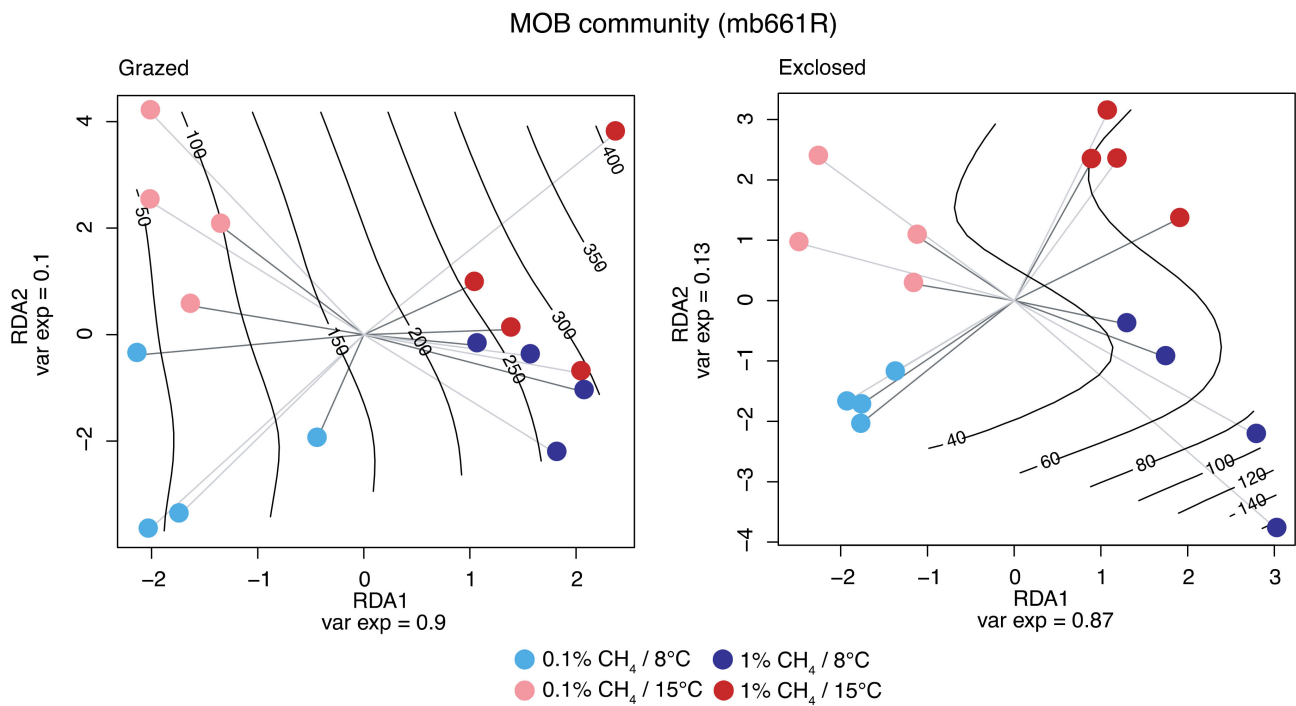 MOB community (mb661R)
Grazed
4
2
0
−2
RDA2
var exp = 0.1
50
100
150
200
250
300
350
400
−2 −1 0 1 2
RDA1
var exp = 0.9
Exclosed
3
2
1
0
−1
−2
−3
−4
RDA2
var exp = 0.13
40
60
80
100
120
140
−2 −1 0 1 2 3
RDA1
var exp = 0.87
0.1% CH4 / 8°C 1% CH4 / 8°C
0.1% CH4 / 15°C 1% CH4 / 15°C